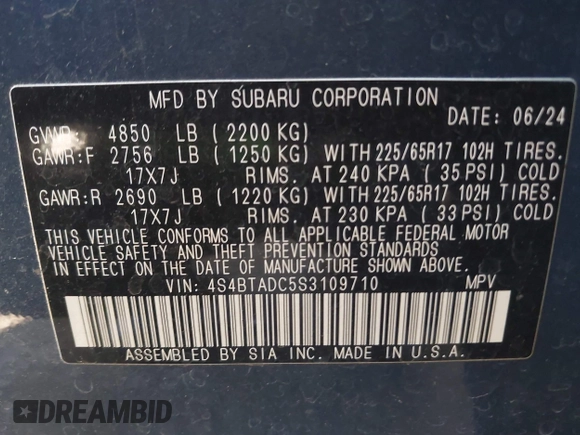 MFD BY SUBARU CORPORATION
DATE: 06/24
GVWR: 4850 LB ( 2200 KG)
GAWR:F 2756 LB ( 1250 KG) WITH 225/65R17 102H TIRES.
17X7J RIMS. AT 240 KPA ( 35 PSI) COLD
GAWR:R 2690 LB ( 1220 KG) WITH 225/65R17 102H TIRES.
17X7J RIMS. AT 230 KPA ( 33 PSI) COLD
THIS VEHICLE CONFORMS TO ALL APPLICABLE FEDERAL MOTOR
VEHICLE SAFETY AND THEFT PREVENTION STANDARDS
IN EFFECT ON THE DATE OF MANUFACTURE SHOWN ABOVE.
VIN: 4S4BTADC5S3109710 MPV
ASSEMBLED BY SIA INC. MADE IN U.S.A.
DREAMBID